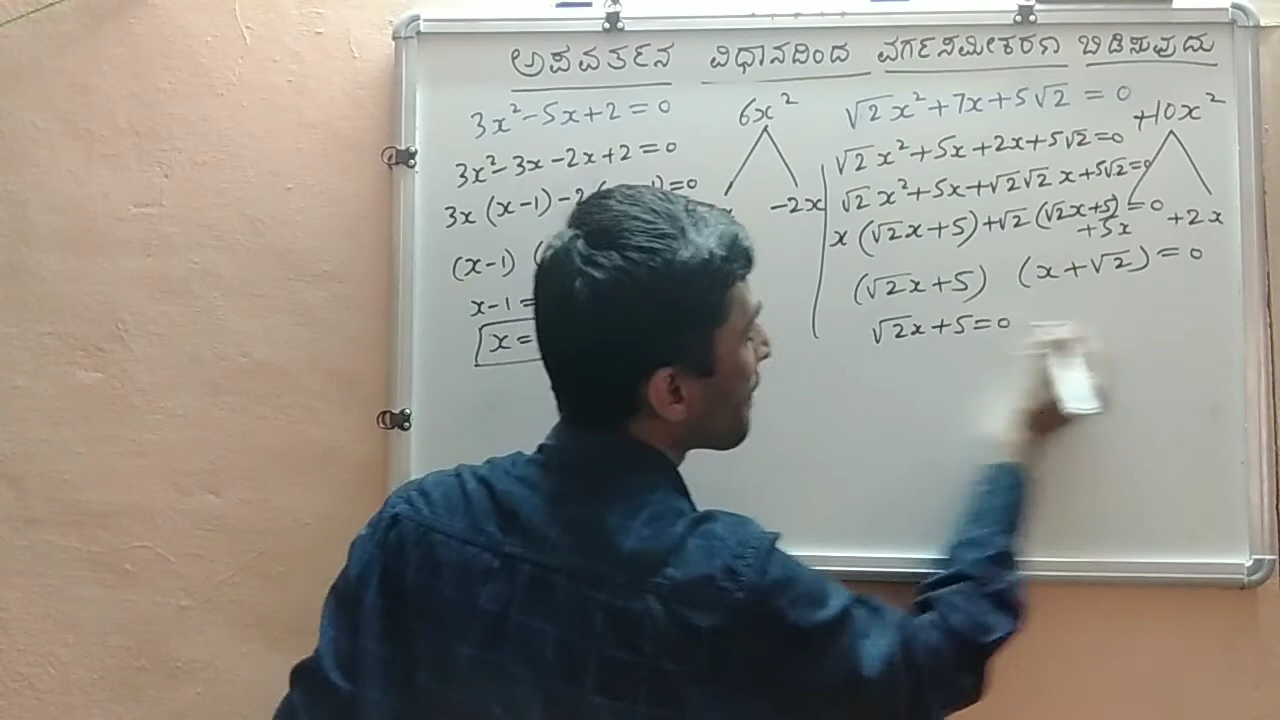 ಅಪವರ್ತನ ವಿಧಾನದಿಂದ ವರ್ಗಸಮೀಕರಣ ಬಿಡಿಸುವುದು
3x² - 5x + 2 = 0
3x² - 3x - 2x + 2 = 0
3x (x-1) - 2
1) = 0
(x-1) (
x-1 =
x =
6x²
-2x
√2 x² + 7x + 5√2 = 0
√2 x² + 5x + 2x + 5√2 = 0
√2 x² + 5x + √2 √2 x + 5√2 = 0
x (√2x + 5) + √2 (√2x + 5) = 0
(√2x + 5) (x + √2) = 0
√2x + 5 = 0
+10x²
+5x
+2x